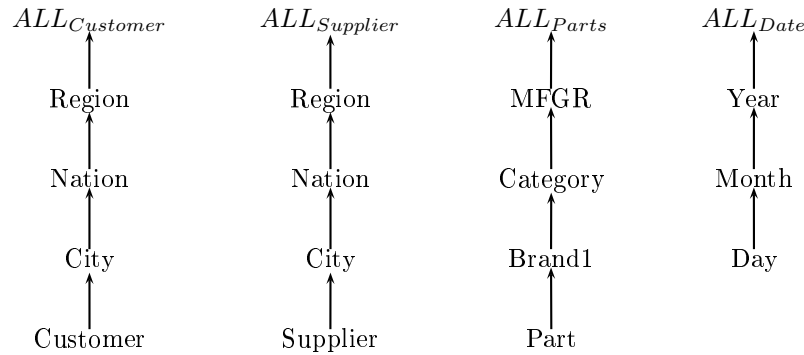 ALL_Customer ALL_Supplier ALL_Parts ALL_Date
Region Region MFGR Year
Nation Nation Category Month
City City Brand1 Day
Customer Supplier Part